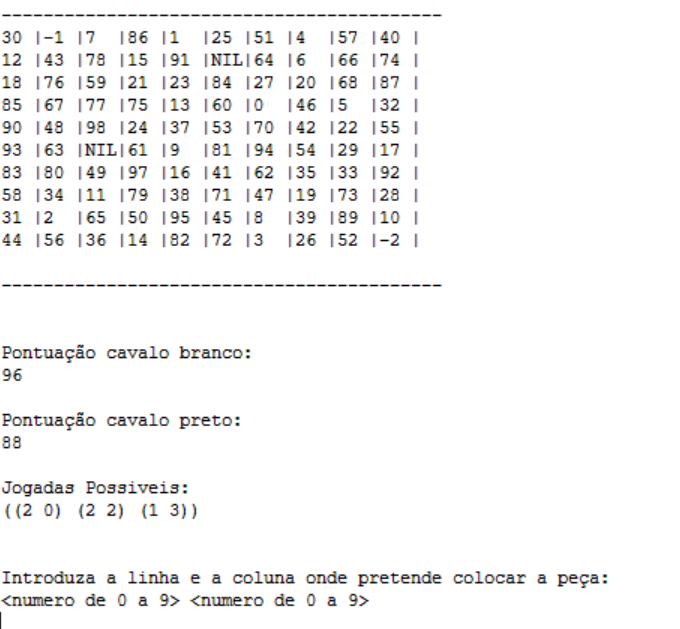 ------------------------------------------
30 |-1 |7  |86 |1  |25 |51 |4  |57 |40 |
12 |43 |78 |15 |91 |NIL|64 |6  |66 |74 |
18 |76 |59 |21 |23 |84 |27 |20 |68 |87 |
85 |67 |77 |75 |13 |60 |0  |46 |5  |32 |
90 |48 |98 |24 |37 |53 |70 |42 |22 |55 |
93 |63 |NIL|61 |9  |81 |94 |54 |29 |17 |
83 |80 |49 |97 |16 |41 |62 |35 |33 |92 |
58 |34 |11 |79 |38 |71 |47 |19 |73 |28 |
31 |2  |65 |50 |95 |45 |8  |39 |89 |10 |
44 |56 |36 |14 |82 |72 |3  |26 |52 |-2 |
------------------------------------------
Pontuação cavalo branco:
96
Pontuação cavalo preto:
88
Jogadas Possiveis:
((2 0) (2 2) (1 3))
Introduza a linha e a coluna onde pretende colocar a peça:
<numero de 0 a 9> <numero de 0 a 9>